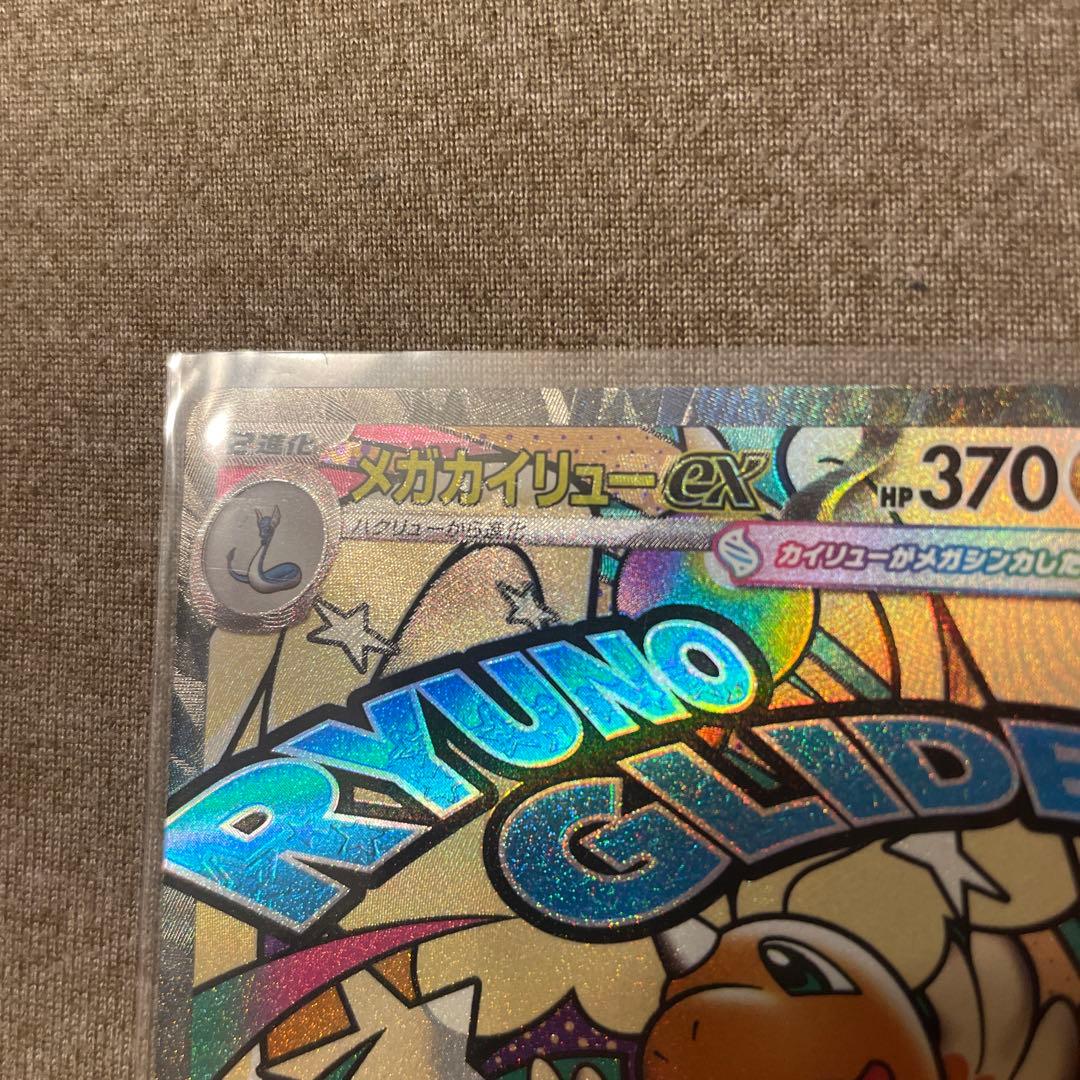 2進化
メガカイリューex
HP 370
ハクリューから進化
カイリューがメガシンカした
RYUNO
GLIDE